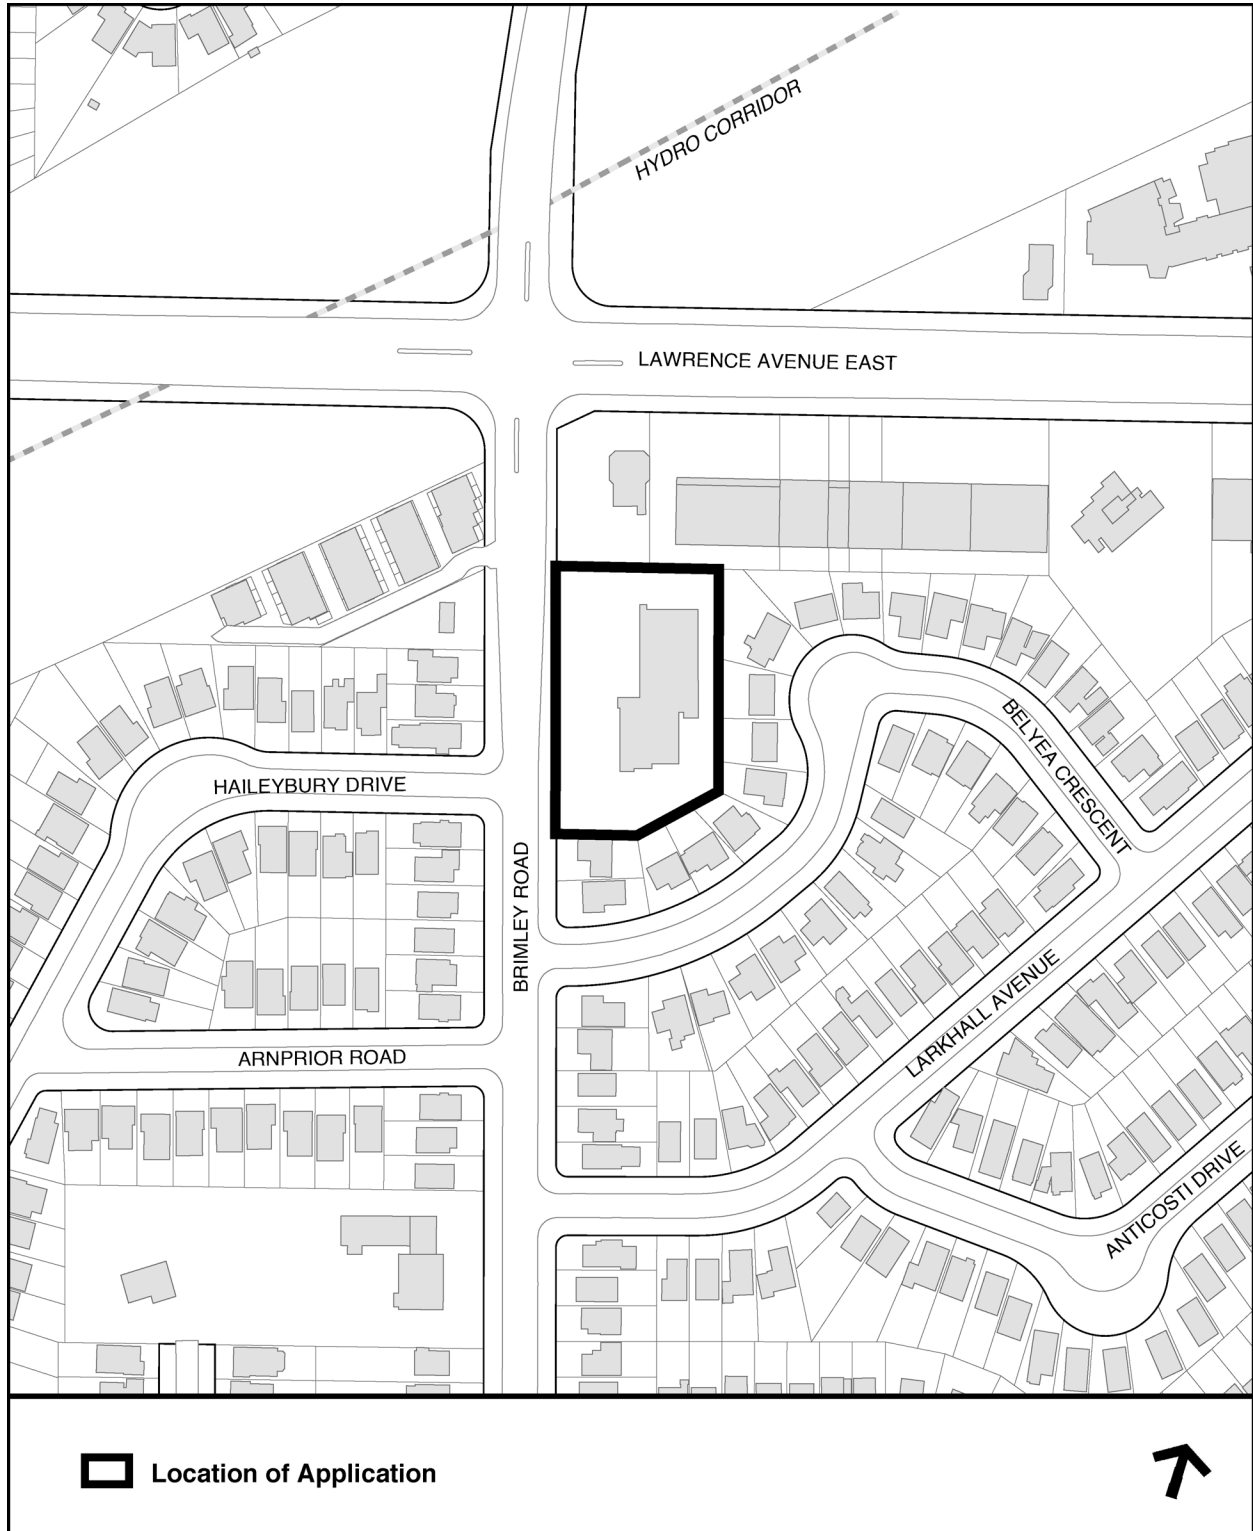 HYDRO CORRIDOR
LAWRENCE AVENUE EAST
BELYEA CRESCENT
HAILEYBURY DRIVE
BRIMLEY ROAD
LARKHALL AVENUE
ARNPRIOR ROAD
ANTICOSTI DRIVE
Location of Application